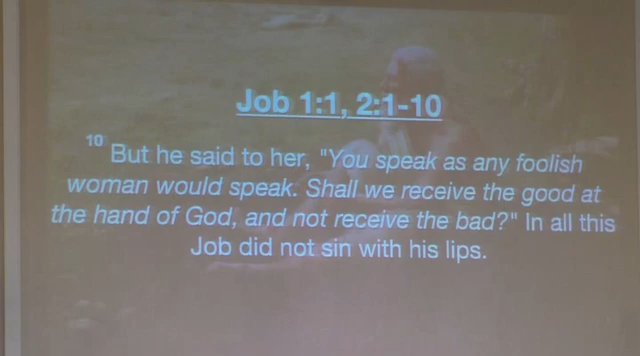 Job 1:1, 2:1-10
10 But he said to her, "You speak as any foolish
woman would speak. Shall we receive the good at
the hand of God, and not receive the bad?" In all this
Job did not sin with his lips.